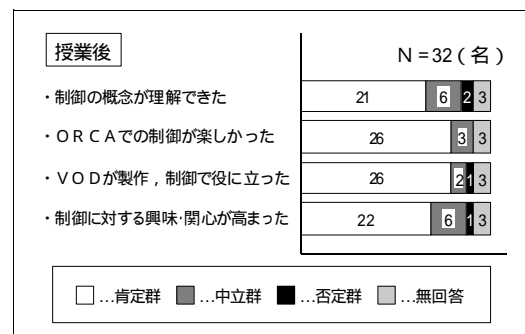 授業後
N=32(名)
・制御の概念が理解できた 21 6 2 3
・ORCAでの制御が楽しかった 26 3 3
・VODが製作,制御で役に立った 26 2 1 3
・制御に対する興味・関心が高まった 22 6 1 3
□…肯定群 ■…中立群 ■…否定群 □…無回答